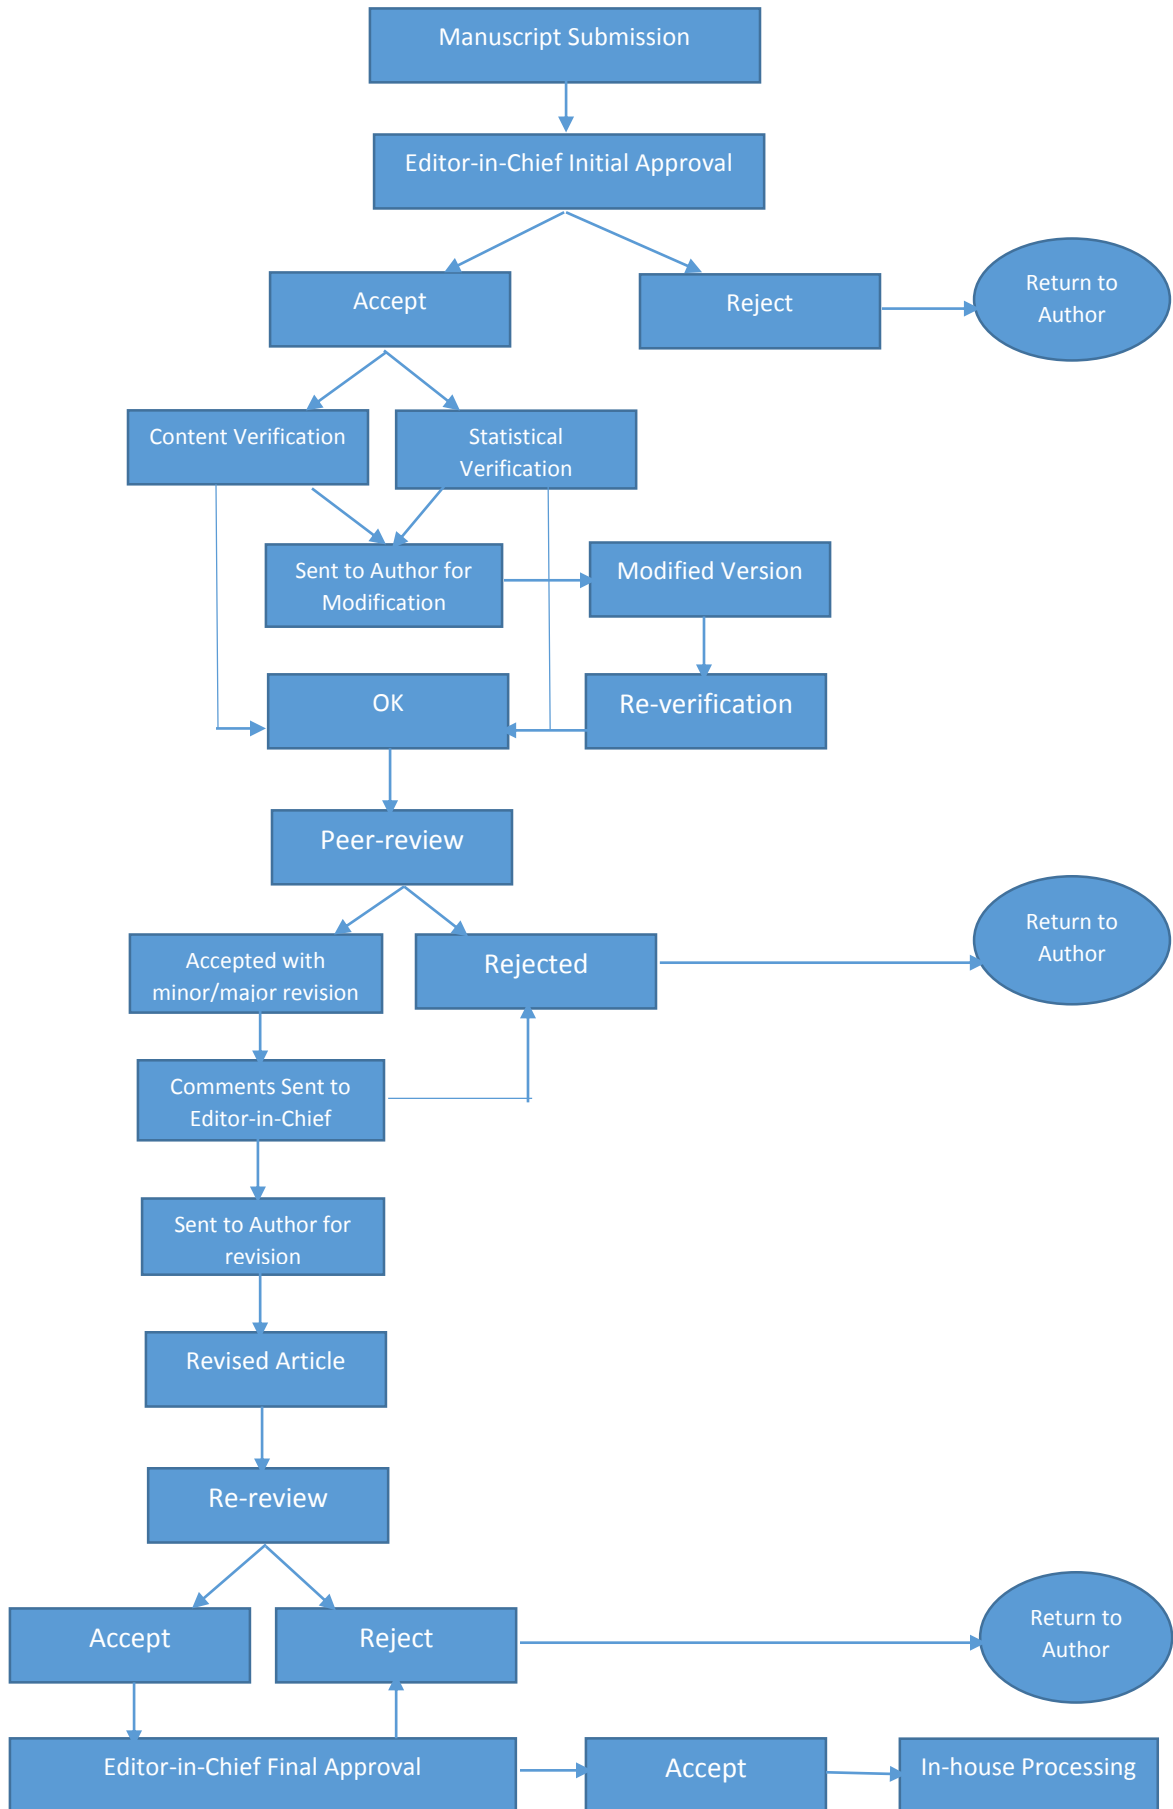 Manuscript Submission
Editor-in-Chief Initial Approval
Accept
Reject
Return to
Author
Content Verification
Statistical
Verification
Sent to Author for
Modification
Modified Version
OK
Re-verification
Peer-review
Accepted with
minor/major revision
Rejected
Return to
Author
Comments Sent to
Editor-in-Chief
Sent to Author for
revision
Revised Article
Re-review
Accept
Reject
Return to
Author
Editor-in-Chief Final Approval
Accept
In-house Processing